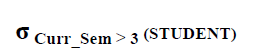 σ Curr_Sem > 3 (STUDENT)